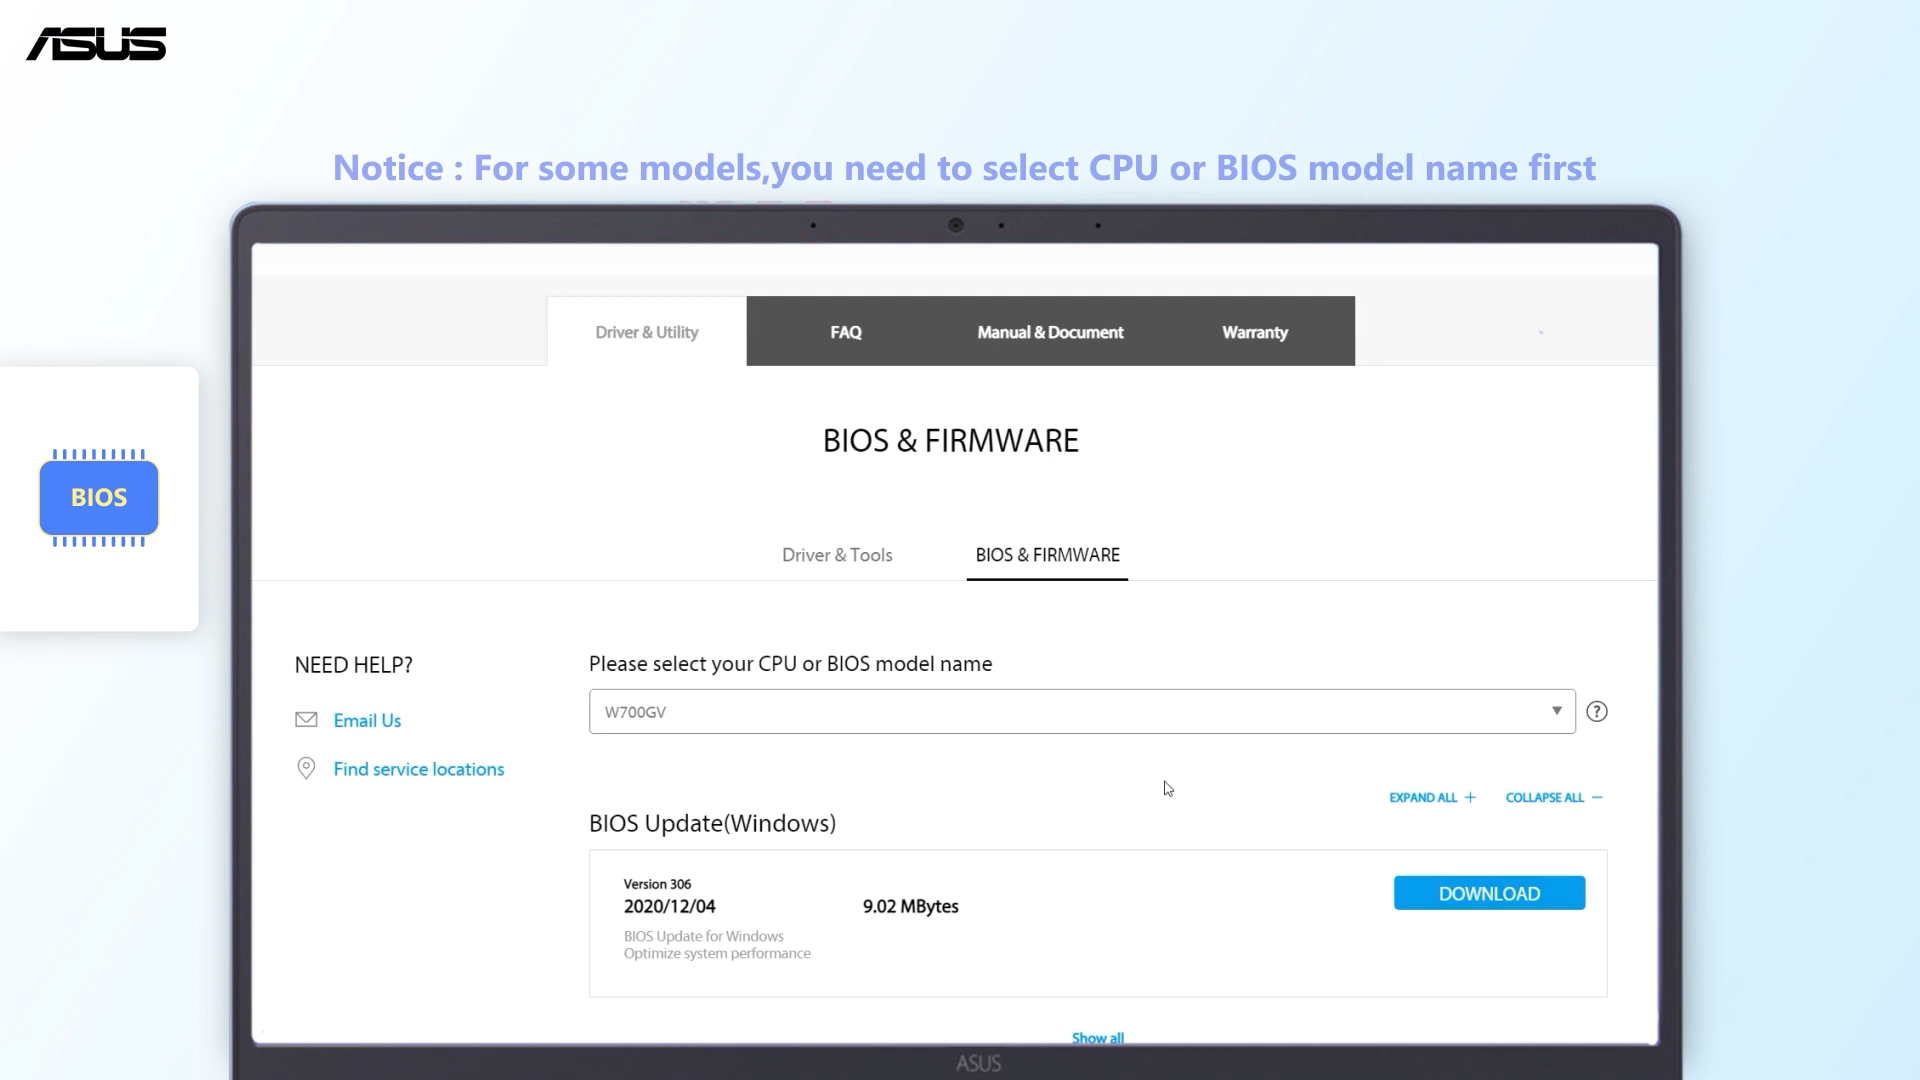 ASUS
Notice : For some models,you need to select CPU or BIOS model name first
Driver & Utility
FAQ
Manual & Document
Warranty
BIOS & FIRMWARE
BIOS
Driver & Tools
BIOS & FIRMWARE
NEED HELP?
Email Us
Find service locations
Please select your CPU or BIOS model name
W700GV
?
EXPAND ALL +
COLLAPSE ALL −
BIOS Update(Windows)
Version 306
2020/12/04
9.02 MBytes
DOWNLOAD
BIOS Update for Windows
Optimize system performance
Show all
ASUS